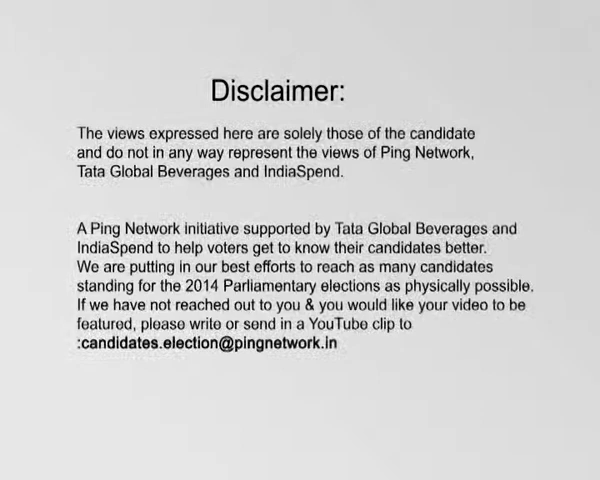 Disclaimer:
The views expressed here are solely those of the candidate
and do not in any way represent the views of Ping Network,
Tata Global Beverages and IndiaSpend.
A Ping Network initiative supported by Tata Global Beverages and
IndiaSpend to help voters get to know their candidates better.
We are putting in our best efforts to reach as many candidates
standing for the 2014 Parliamentary elections as physically possible.
If we have not reached out to you & you would like your video to be
featured, please write or send in a YouTube clip to
:candidates.election@pingnetwork.in